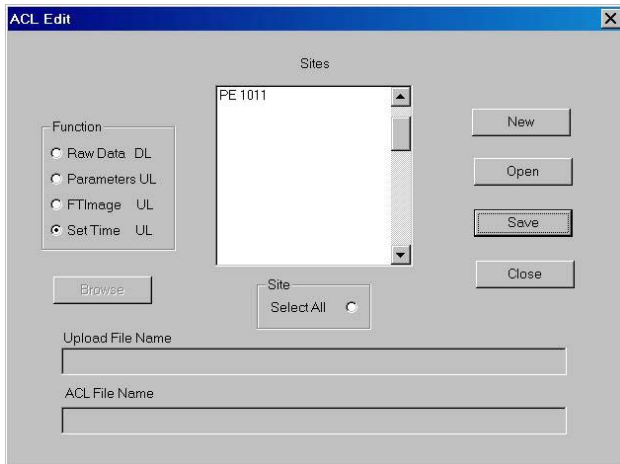 ACL Edit
Sites
PE 1011
Function
Raw Data DL
Parameters UL
FTImage UL
Set Time UL
New
Open
Save
Close
Browse
Site
Select All
Upload File Name
ACL File Name